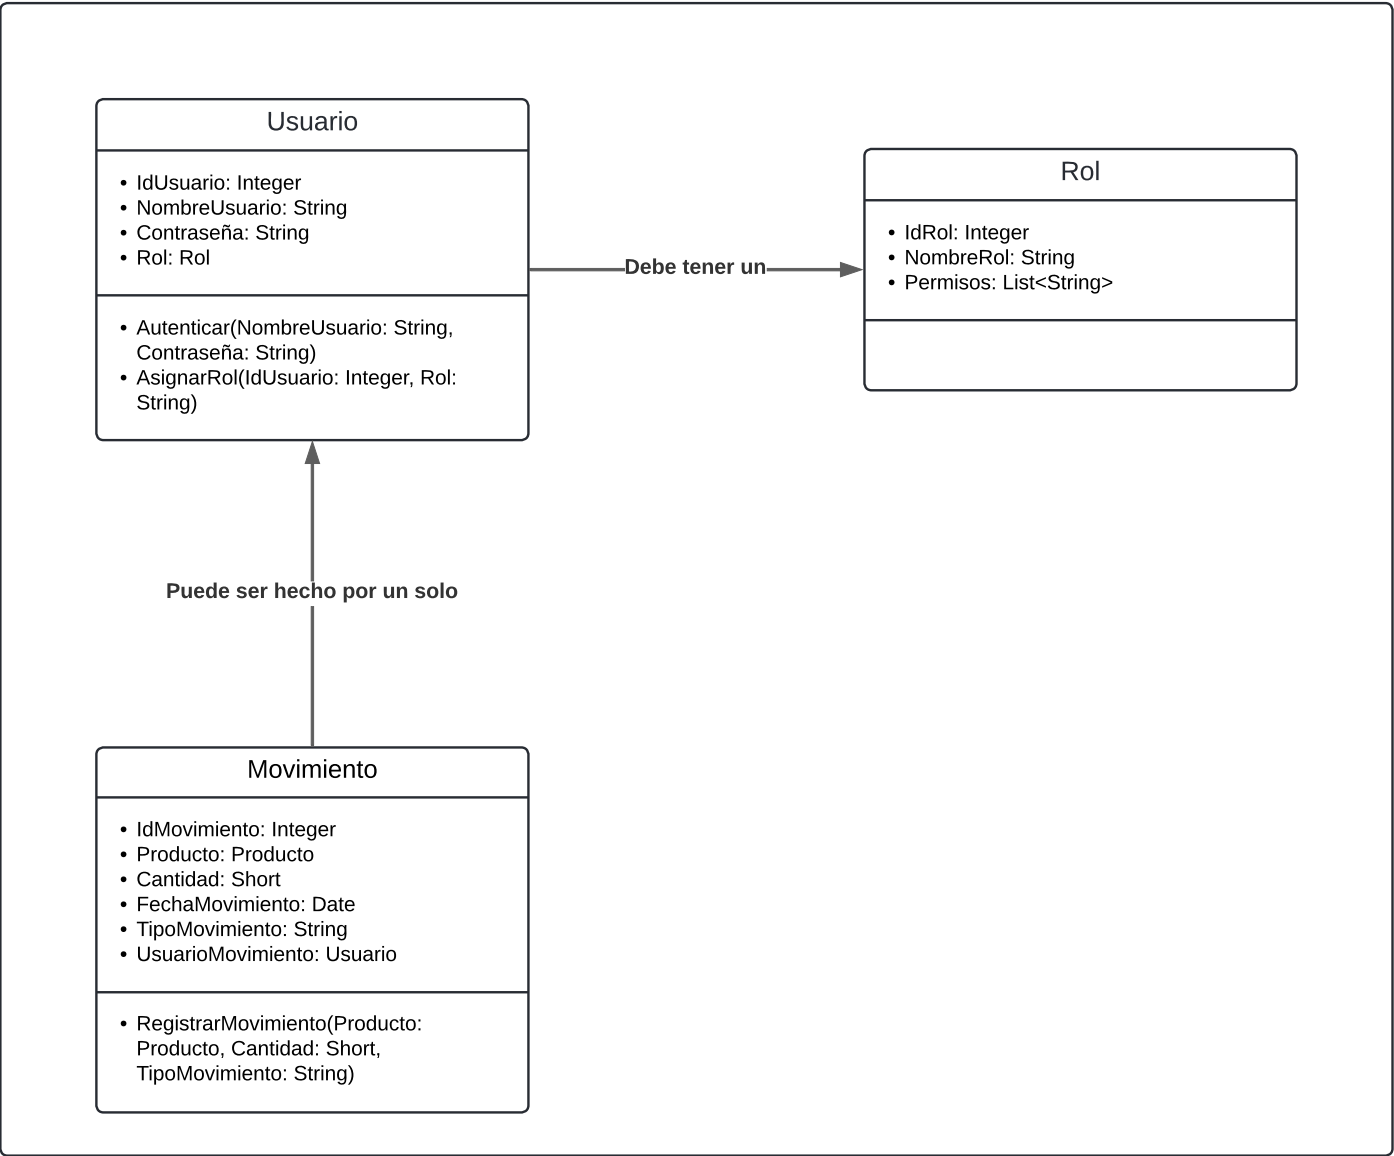 Usuario
• IdUsuario: Integer
• NombreUsuario: String
• Contraseña: String
• Rol: Rol
• Autenticar(NombreUsuario: String,
Contraseña: String)
• AsignarRol(IdUsuario: Integer, Rol:
String)
Debe tener un
Rol
• IdRol: Integer
• NombreRol: String
• Permisos: List<String>
Puede ser hecho por un solo
Movimiento
• IdMovimiento: Integer
• Producto: Producto
• Cantidad: Short
• FechaMovimiento: Date
• TipoMovimiento: String
• UsuarioMovimiento: Usuario
• RegistrarMovimiento(Producto:
Producto, Cantidad: Short,
TipoMovimiento: String)